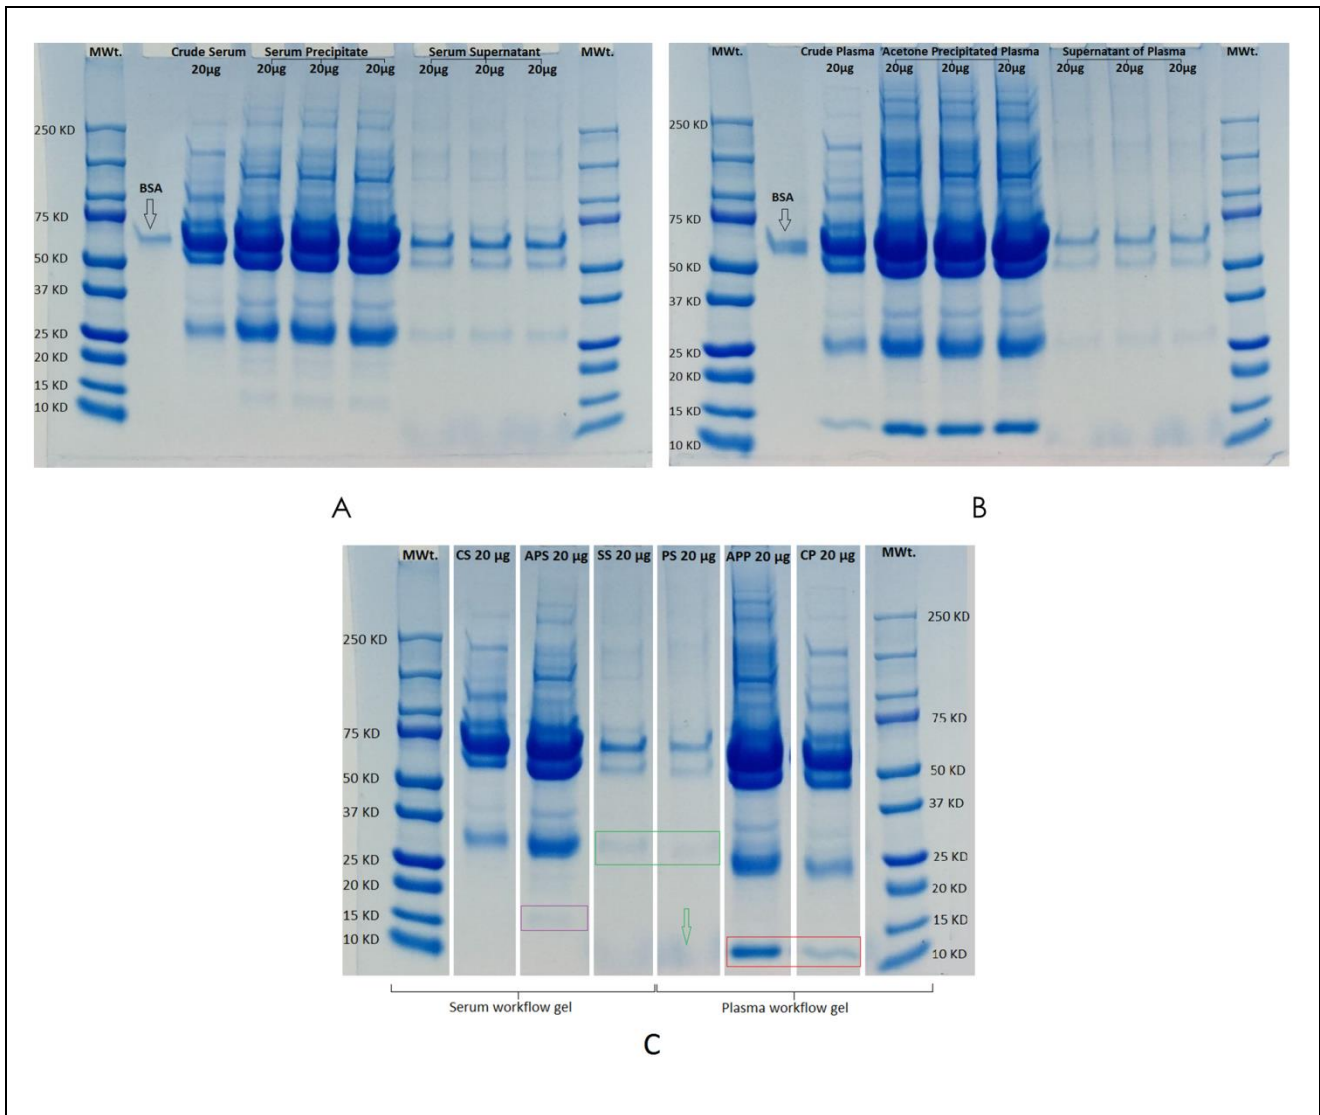 MWt. Crude Serum Serum Precipitate Serum Supernatant MWt.
20µg 20µg 20µg 20µg 20µg 20µg 20µg
250 KD
BSA
75 KD
50 KD
37 KD
25 KD
20 KD
15 KD
10 KD
A
MWt. Crude Plasma Acetone Precipitated Plasma Supernatant of Plasma MWt.
20µg 20µg 20µg 20µg 20µg 20µg 20µg
250 KD
BSA
75 KD
50 KD
37 KD
25 KD
20 KD
15 KD
10 KD
B
MWt. CS 20 µg APS 20 µg SS 20 µg PS 20 µg APP 20 µg CP 20 µg MWt.
250 KD
75 KD
50 KD
37 KD
25 KD
20 KD
15 KD
10 KD
250 KD
75 KD
50 KD
37 KD
25 KD
20 KD
15 KD
10 KD
Serum workflow gel Plasma workflow gel
C